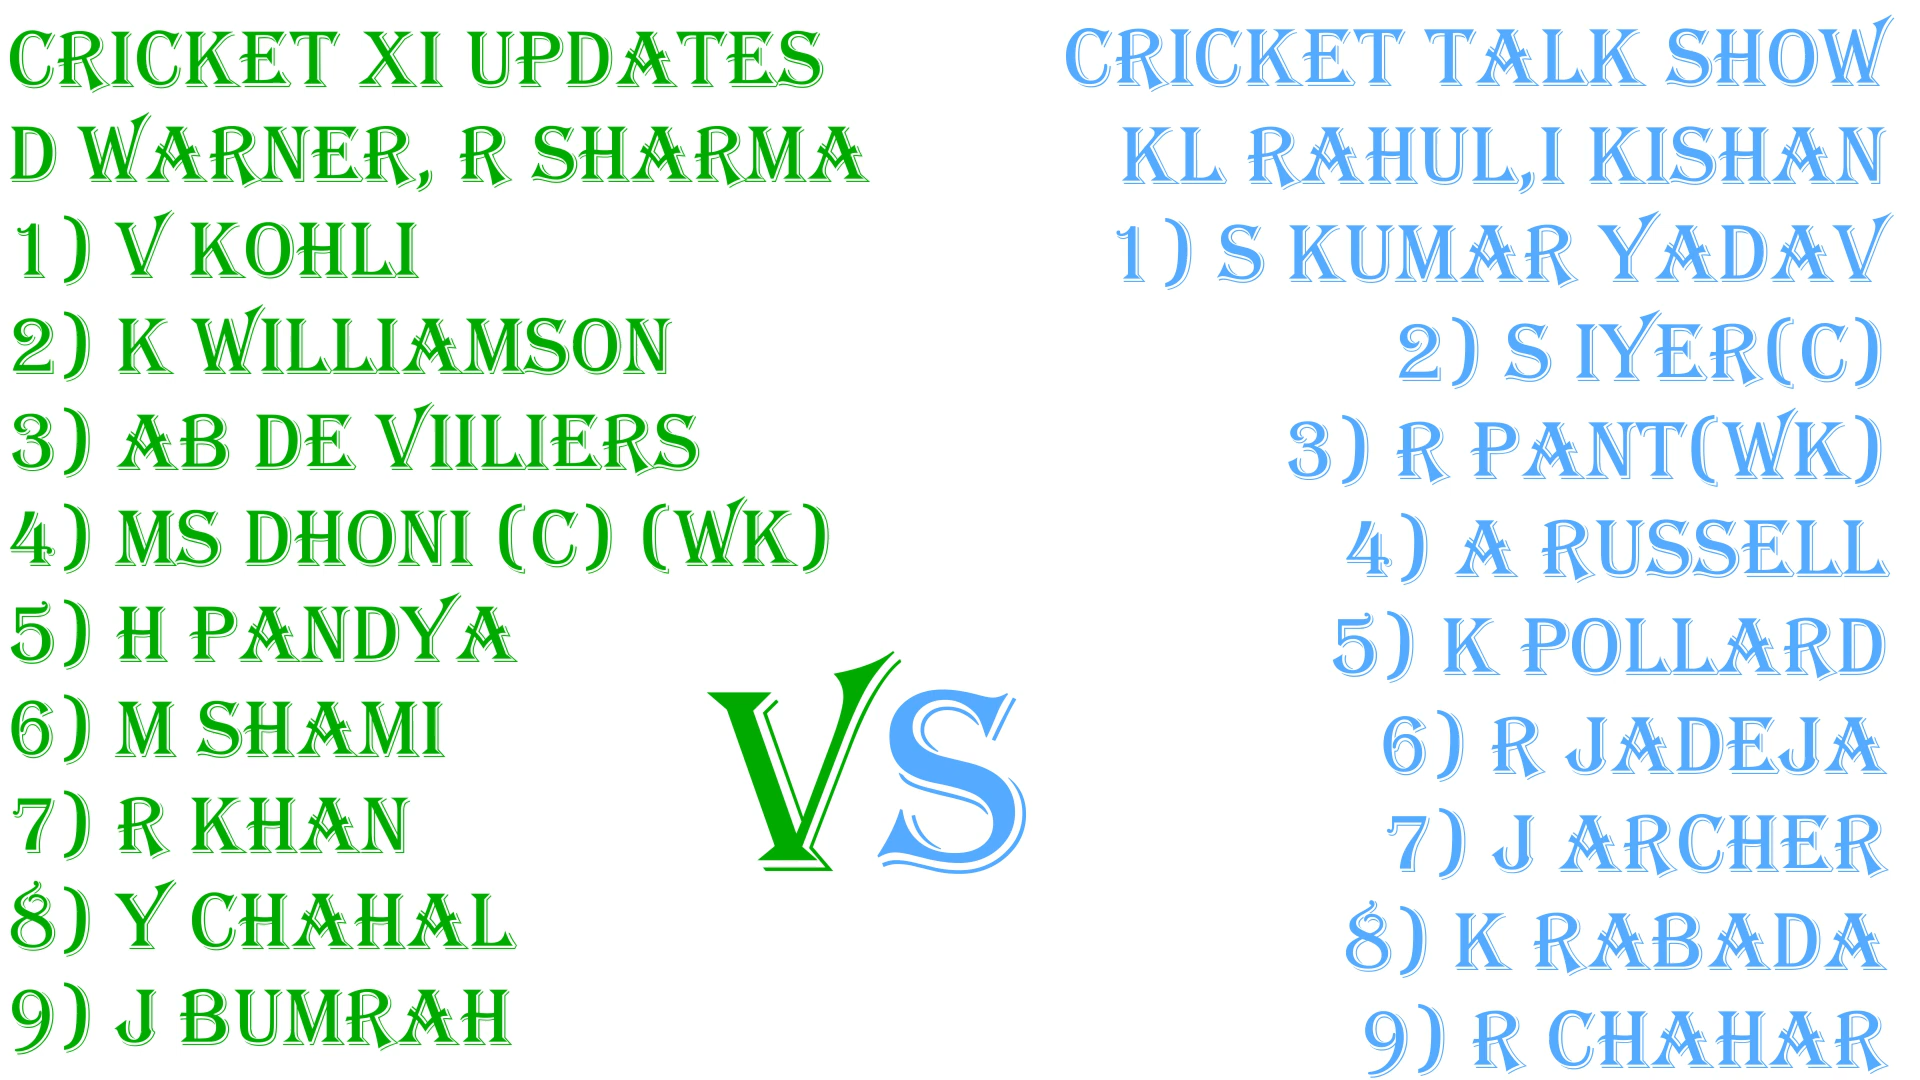 CRICKET XI UPDATES
D WARNER, R SHARMA
1) V KOHLI
2) K WILLIAMSON
3) AB DE VIILIERS
4) MS DHONI (C) (WK)
5) H PANDYA
6) M SHAMI
7) R KHAN
8) Y CHAHAL
9) J BUMRAH
VS
CRICKET TALK SHOW
KL RAHUL,I KISHAN
1) S KUMAR YADAV
2) S IYER(C)
3) R PANT(WK)
4) A RUSSELL
5) K POLLARD
6) R JADEJA
7) J ARCHER
8) K RABADA
9) R CHAHAR